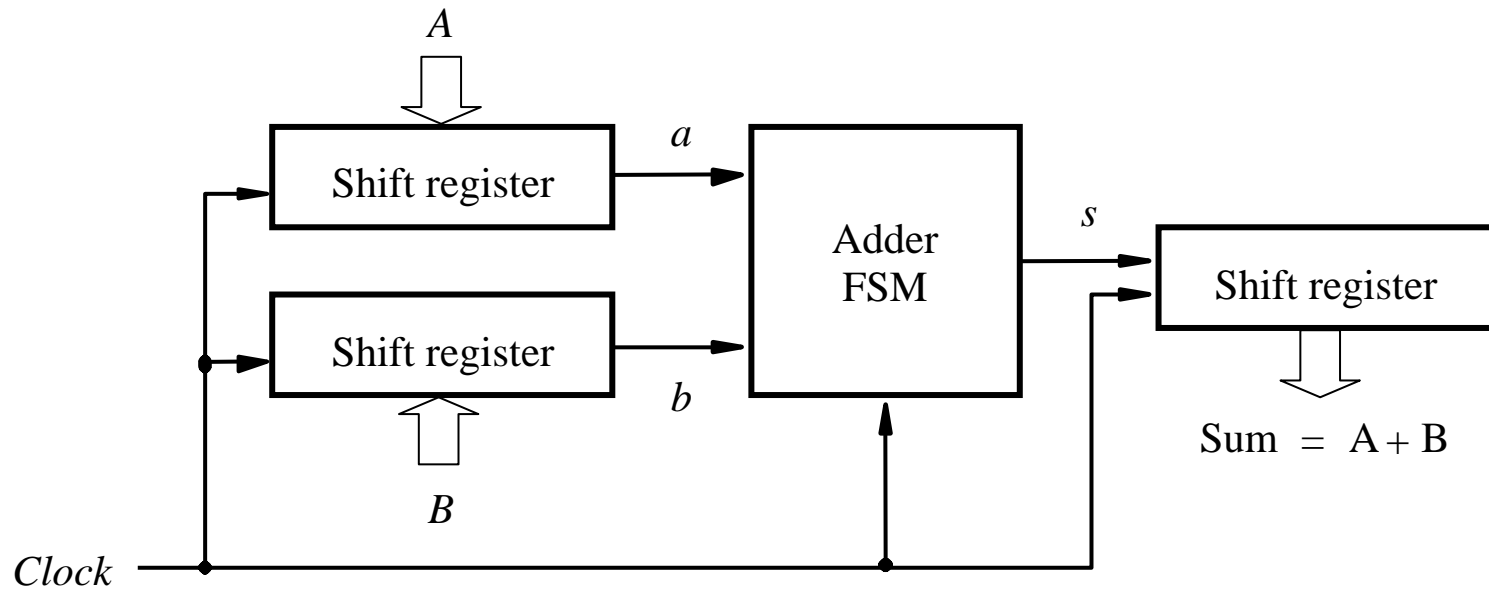 A
Shift register
a
Shift register
b
B
Adder
FSM
s
Shift register
Sum = A + B
Clock